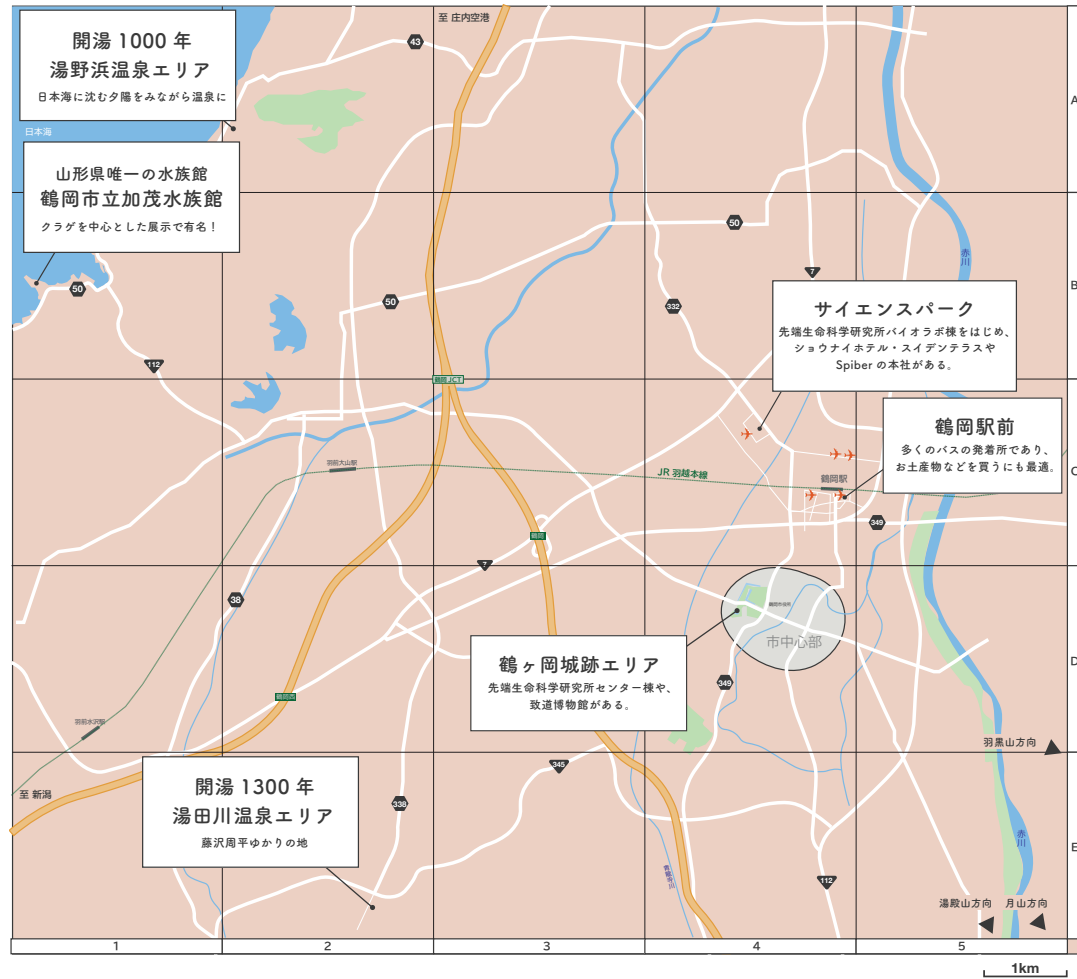 至 庄内空港
開湯 1000 年
湯野浜温泉エリア
日本海に沈む夕陽をみながら温泉に
43
A
日本海
山形県唯一の水族館
鶴岡市立加茂水族館
クラゲを中心とした展示で有名！
50
赤川
7
B
50
50
332
サイエンスパーク
先端生命科学研究所バイオラボ棟をはじめ、
ショウナイホテル・スイデンテラスや
Spiber の本社がある。
112
鶴岡JCT
鶴岡駅前
多くのバスの発着所であり、
お土産物などを買うにも最適。
羽前大山駅
JR 羽越本線
鶴岡駅
C
349
鶴岡
7
38
鶴岡市役所
市中心部
鶴ヶ岡城跡エリア
先端生命科学研究所センター棟や、
致道博物館がある。
D
349
鶴岡西
羽前水沢駅
羽黒山方向
開湯 1300 年
湯田川温泉エリア
藤沢周平ゆかりの地
345
至 新潟
338
赤川
E
112
湯殿山方向
月山方向
1
2
3
4
5
1km